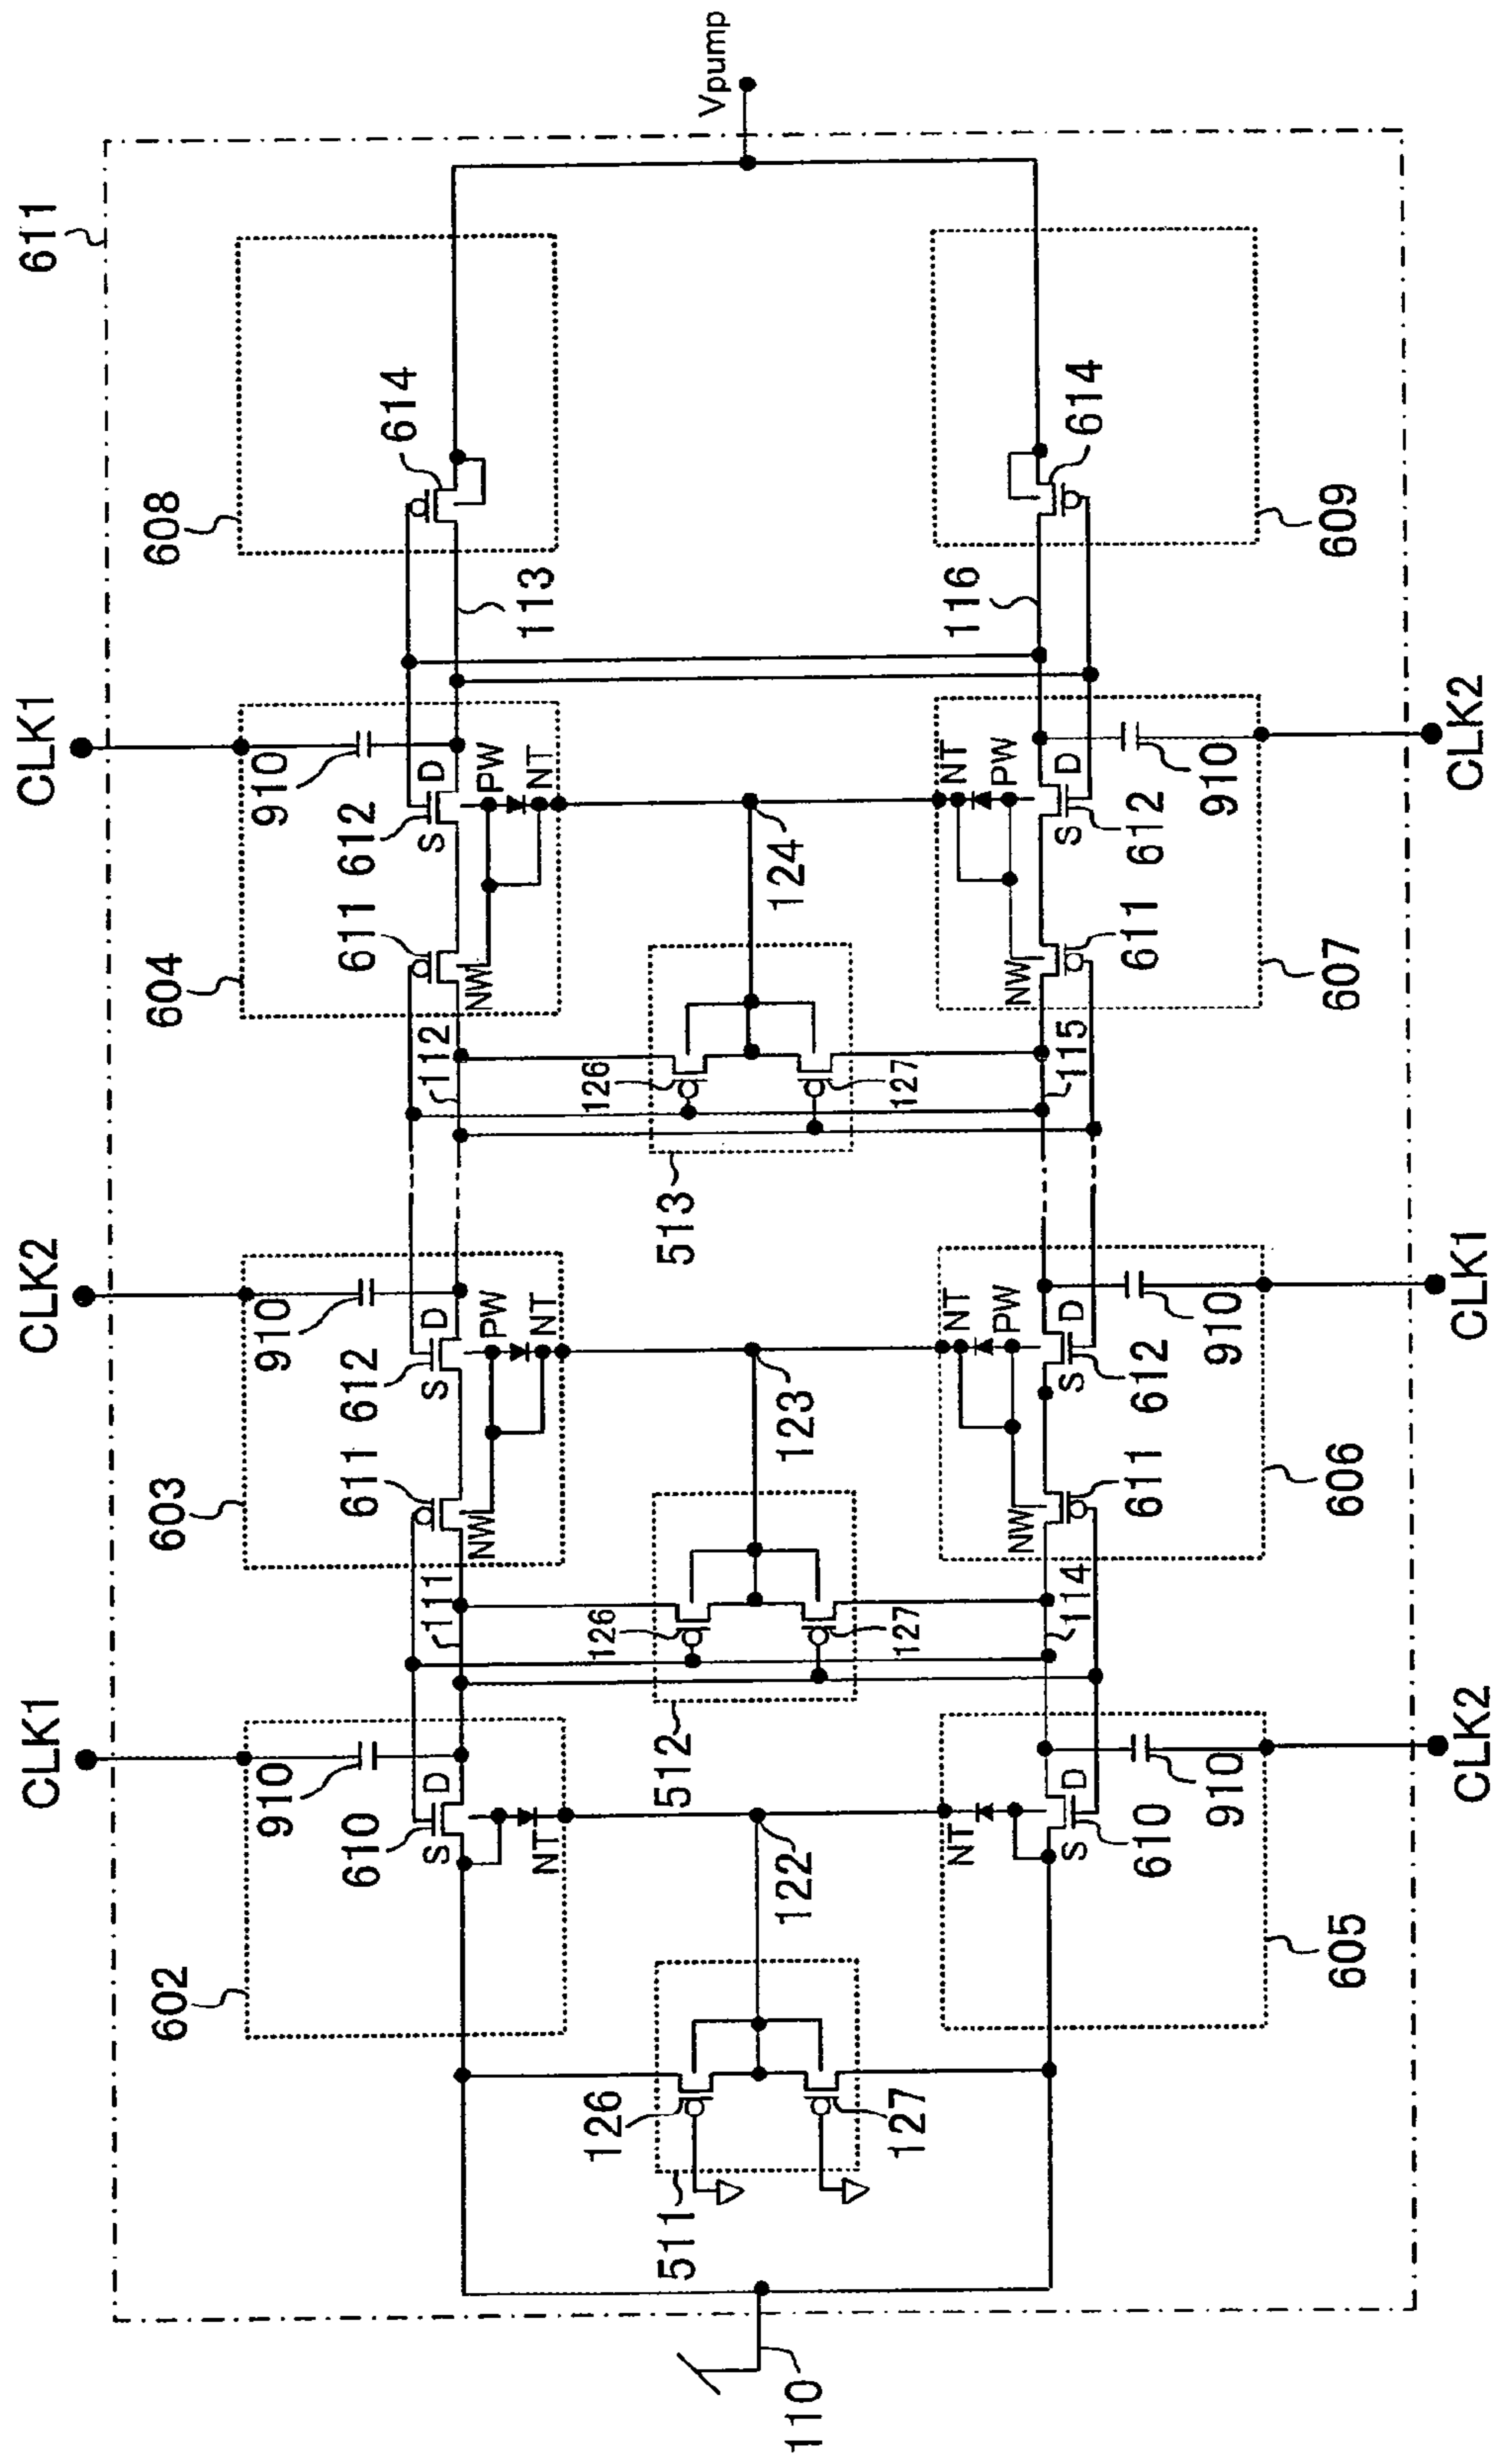 Vpump
611
608
614
614
609
113
116
CLK1
910
612
D
S
PW
NT
611
NW
604
124
NT
PW
D
S
910
612
NW
611
607
CLK2
112
126
127
115
513
CLK2
910
612
D
S
PW
NT
611
NW
603
123
NT
PW
D
S
910
612
NW
611
606
CLK1
111
126
127
114
512
CLK1
910
610
D
S
NT
602
122
NT
D
S
910
610
605
CLK2
126
127
511
110